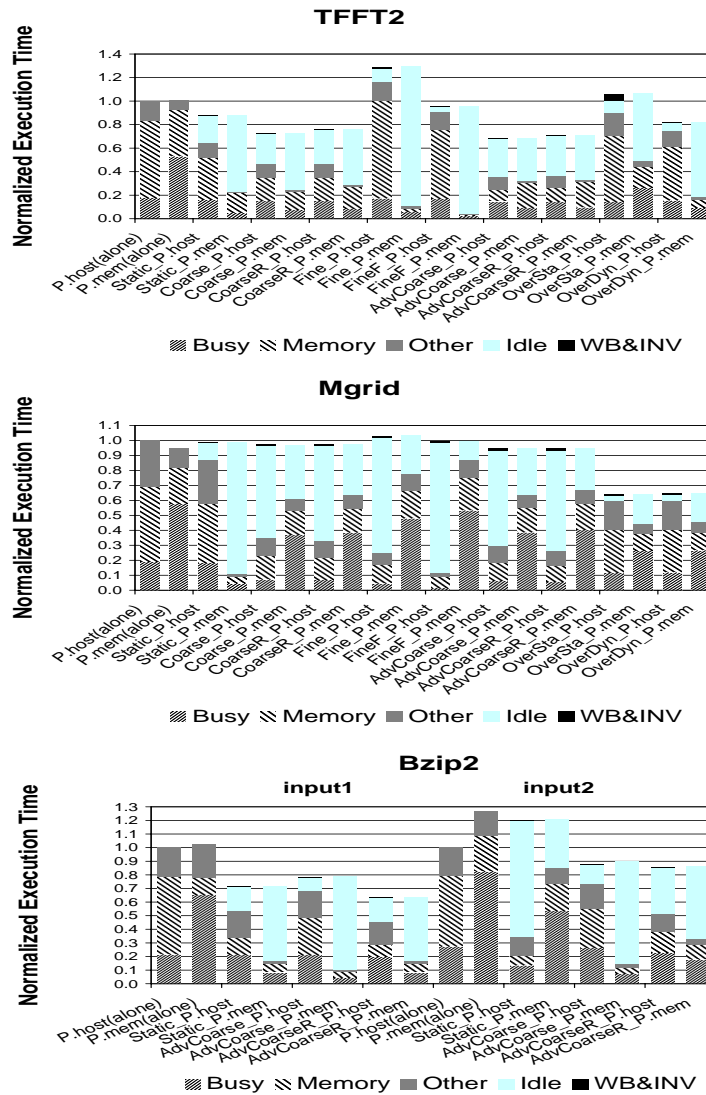 TFFT2
Normalized Execution Time
1.4
1.2
1.0
0.8
0.6
0.4
0.2
0.0
P.host(alone)
P.mem(alone)
Static_P.host
Static_P.mem
Coarse_P.host
Coarse_P.mem
CoarseR_P.host
CoarseR_P.mem
Fine_P.host
Fine_P.mem
FineF_P.host
FineF_P.mem
AdvCoarse_P.host
AdvCoarse_P.mem
AdvCoarseR_P.host
AdvCoarseR_P.mem
OverSta_P.host
OverSta_P.mem
OverDyn_P.host
OverDyn_P.mem
Busy Memory Other Idle WB&INV
Mgrid
Normalized Execution Time
1.1
1.0
0.9
0.8
0.7
0.6
0.5
0.4
0.3
0.2
0.1
0.0
P.host(alone)
P.mem(alone)
Static_P.host
Static_P.mem
Coarse_P.host
Coarse_P.mem
CoarseR_P.host
CoarseR_P.mem
Fine_P.host
Fine_P.mem
FineF_P.host
FineF_P.mem
AdvCoarse_P.host
AdvCoarse_P.mem
AdvCoarseR_P.host
AdvCoarseR_P.mem
OverSta_P.host
OverSta_P.mem
OverDyn_P.host
OverDyn_P.mem
Busy Memory Other Idle WB&INV
Bzip2
input1 input2
Normalized Execution Time
1.3
1.2
1.1
1.0
0.9
0.8
0.7
0.6
0.5
0.4
0.3
0.2
0.1
0.0
P.host(alone)
P.mem(alone)
Static_P.host
Static_P.mem
AdvCoarse_P.host
AdvCoarse_P.mem
AdvCoarseR_P.host
AdvCoarseR_P.mem
P.host(alone)
P.mem(alone)
Static_P.host
Static_P.mem
AdvCoarse_P.host
AdvCoarse_P.mem
AdvCoarseR_P.host
AdvCoarseR_P.mem
Busy Memory Other Idle WB&INV